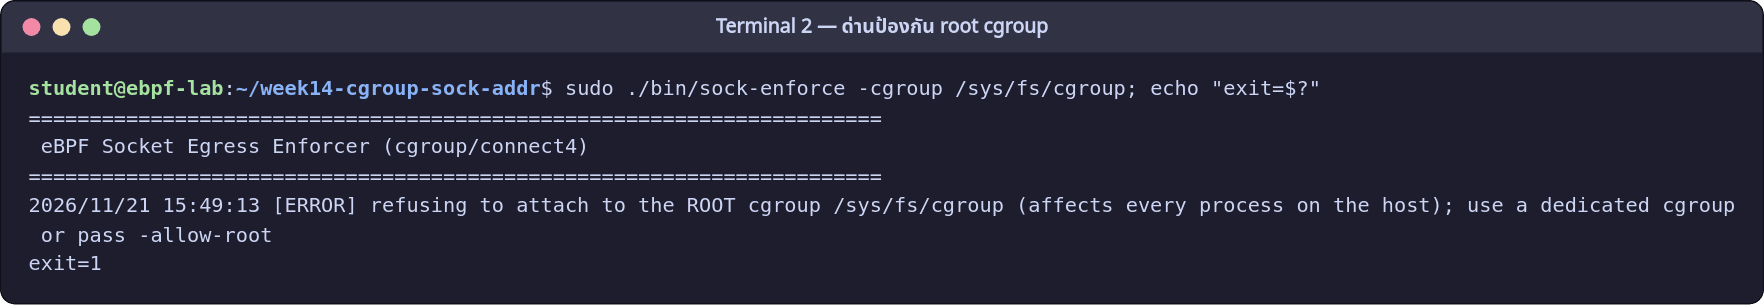 Terminal 2 — ด่านป้องกัน root cgroup
student@ebpf-lab:~/week14-cgroup-sock-addr$ sudo ./bin/sock-enforce -cgroup /sys/fs/cgroup; echo "exit=$?"
======================================================================
 eBPF Socket Egress Enforcer (cgroup/connect4)
======================================================================
2026/11/21 15:49:13 [ERROR] refusing to attach to the ROOT cgroup /sys/fs/cgroup (affects every process on the host); use a dedicated cgroup
 or pass -allow-root
exit=1